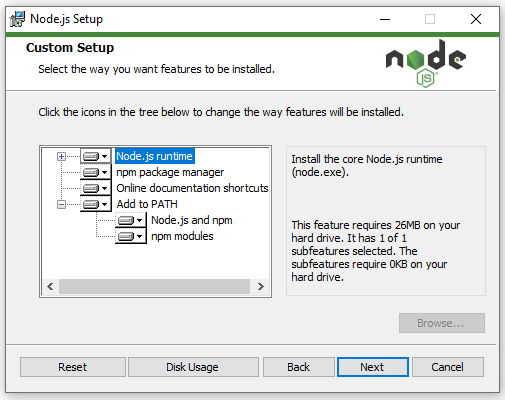 Node.js Setup
Custom Setup
Select the way you want features to be installed.
node
JS
®
Click the icons in the tree below to change the way features will be installed.
Node.js runtime
npm package manager
Online documentation shortcuts
Add to PATH
Node.js and npm
npm modules
Install the core Node.js runtime
(node.exe).
This feature requires 26MB on your
hard drive. It has 1 of 1
subfeatures selected. The
subfeatures require 0KB on your
hard drive.
Browse...
Reset
Disk Usage
Back
Next
Cancel